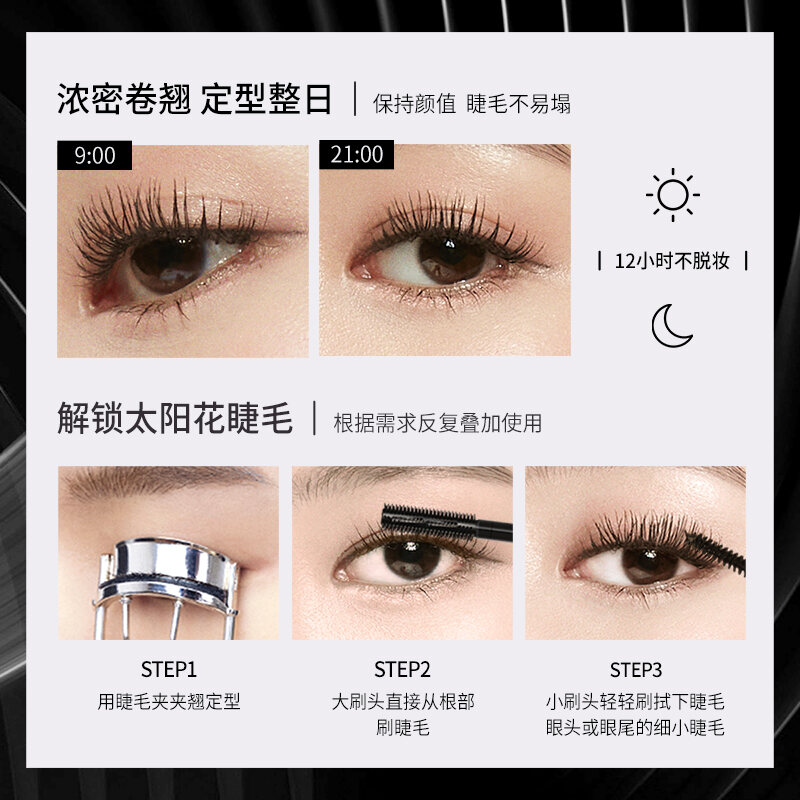 浓密卷翘 定型整日 | 保持颜值 睫毛不易塌
9:00
21:00
| 12小时不脱妆 |
解锁太阳花睫毛 | 根据需求反复叠加使用
STEP1
用睫毛夹夹翘定型
STEP2
大刷头直接从根部
刷睫毛
STEP3
小刷头轻轻刷拭下睫毛
眼头或眼尾的细小睫毛